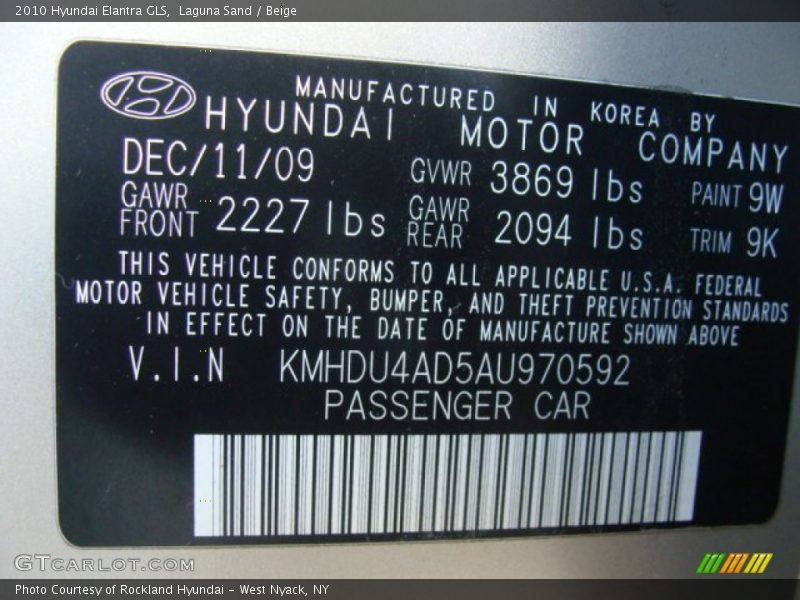 2010 Hyundai Elantra GLS, Laguna Sand / Beige
MANUFACTURED IN KOREA BY
HYUNDAI MOTOR COMPANY
DEC/11/09 GVWR 3869 lbs PAINT 9W
GAWR FRONT 2227 lbs GAWR REAR 2094 lbs TRIM 9K
THIS VEHICLE CONFORMS TO ALL APPLICABLE U.S.A. FEDERAL
MOTOR VEHICLE SAFETY, BUMPER, AND THEFT PREVENTION STANDARDS
IN EFFECT ON THE DATE OF MANUFACTURE SHOWN ABOVE
V.I.N KMHDU4AD5AU970592
PASSENGER CAR
GTCARLOT.COM
Photo Courtesy of Rockland Hyundai - West Nyack, NY